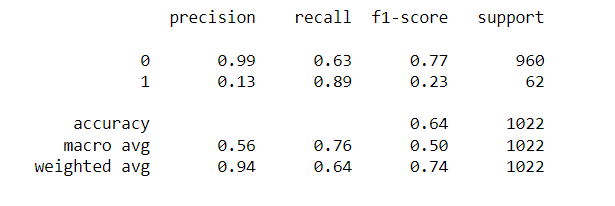 precision recall f1-score support
0 0.99 0.63 0.77 960
1 0.13 0.89 0.23 62
accuracy 0.64 1022
macro avg 0.56 0.76 0.50 1022
weighted avg 0.94 0.64 0.74 1022